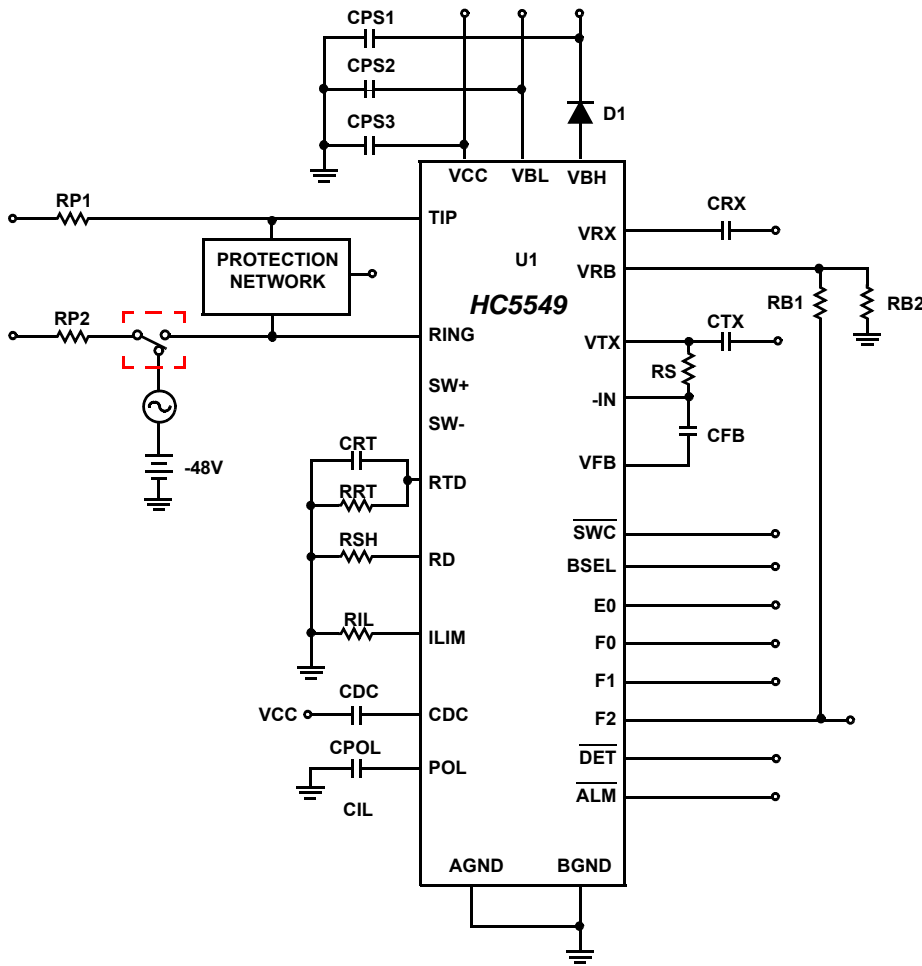 CPS1
CPS2
CPS3
D1
VCC VBL VBH
RP1
TIP
PROTECTION
NETWORK
RP2
RING
-48V
SW+
SW-
CRT
RTD
RRT
RSH
RD
RIL
ILIM
VCC
CDC
CDC
CPOL
POL
CIL
U1
HC5549
VRX
CRX
VRB
RB1
RB2
VTX
CTX
RS
-IN
CFB
VFB
SWC
BSEL
E0
F0
F1
F2
DET
ALM
AGND BGND